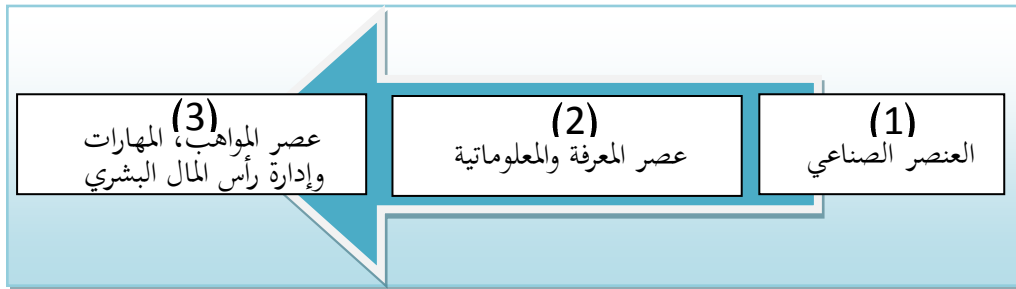 (1)
العنصر الصناعي
(2)
عصر المعرفة والمعلوماتية
(3)
عصر المواهب، المهارات
وإدارة رأس المال البشري